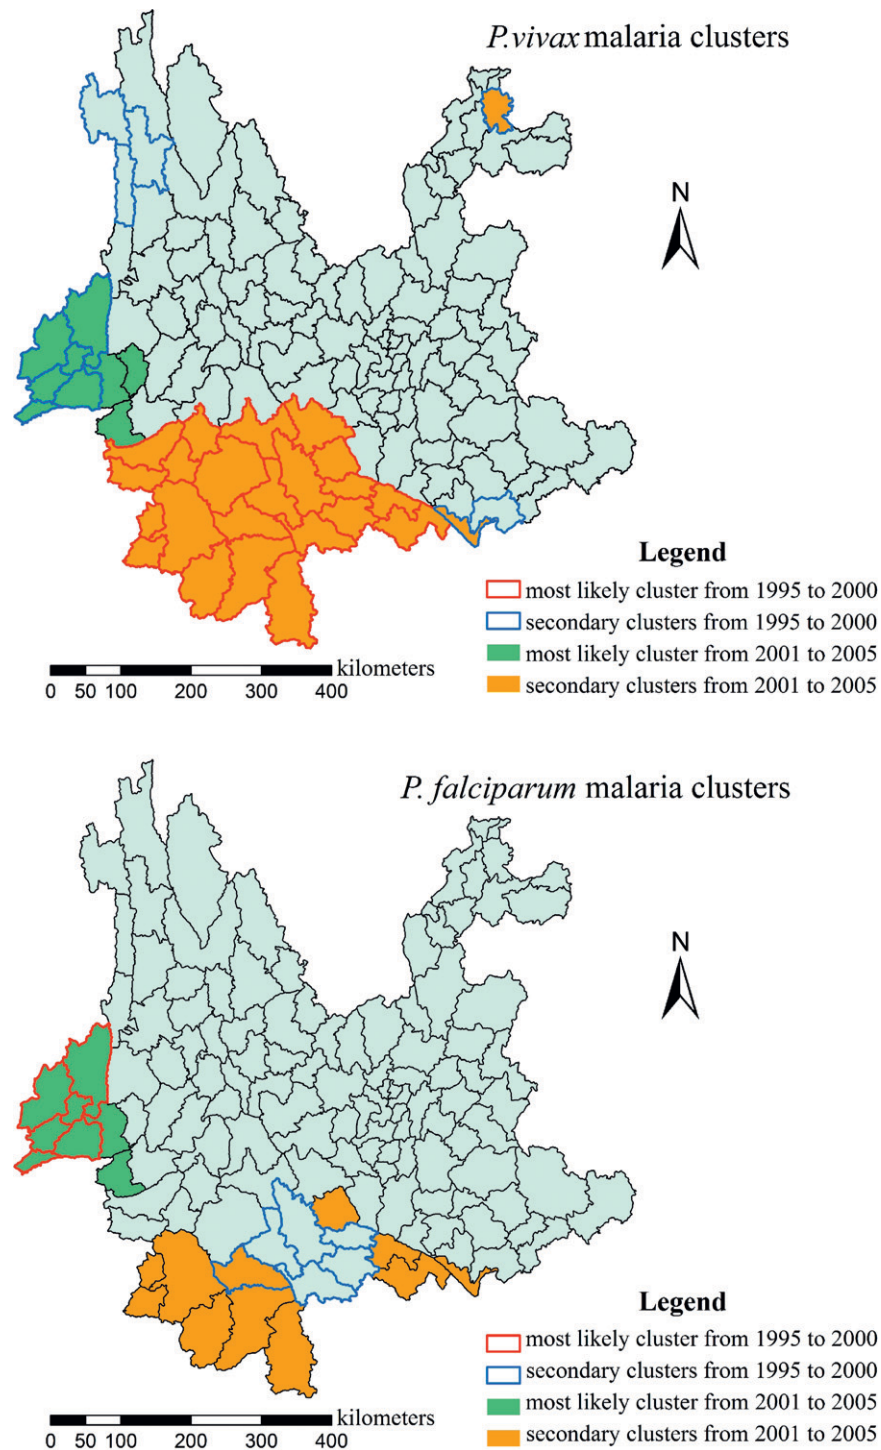 P.vivax malaria clusters
N
Legend
most likely cluster from 1995 to 2000
secondary clusters from 1995 to 2000
most likely cluster from 2001 to 2005
secondary clusters from 2001 to 2005
kilometers
0 50 100 200 300 400
P. falciparum malaria clusters
N
Legend
most likely cluster from 1995 to 2000
secondary clusters from 1995 to 2000
most likely cluster from 2001 to 2005
secondary clusters from 2001 to 2005
kilometers
0 50 100 200 300 400